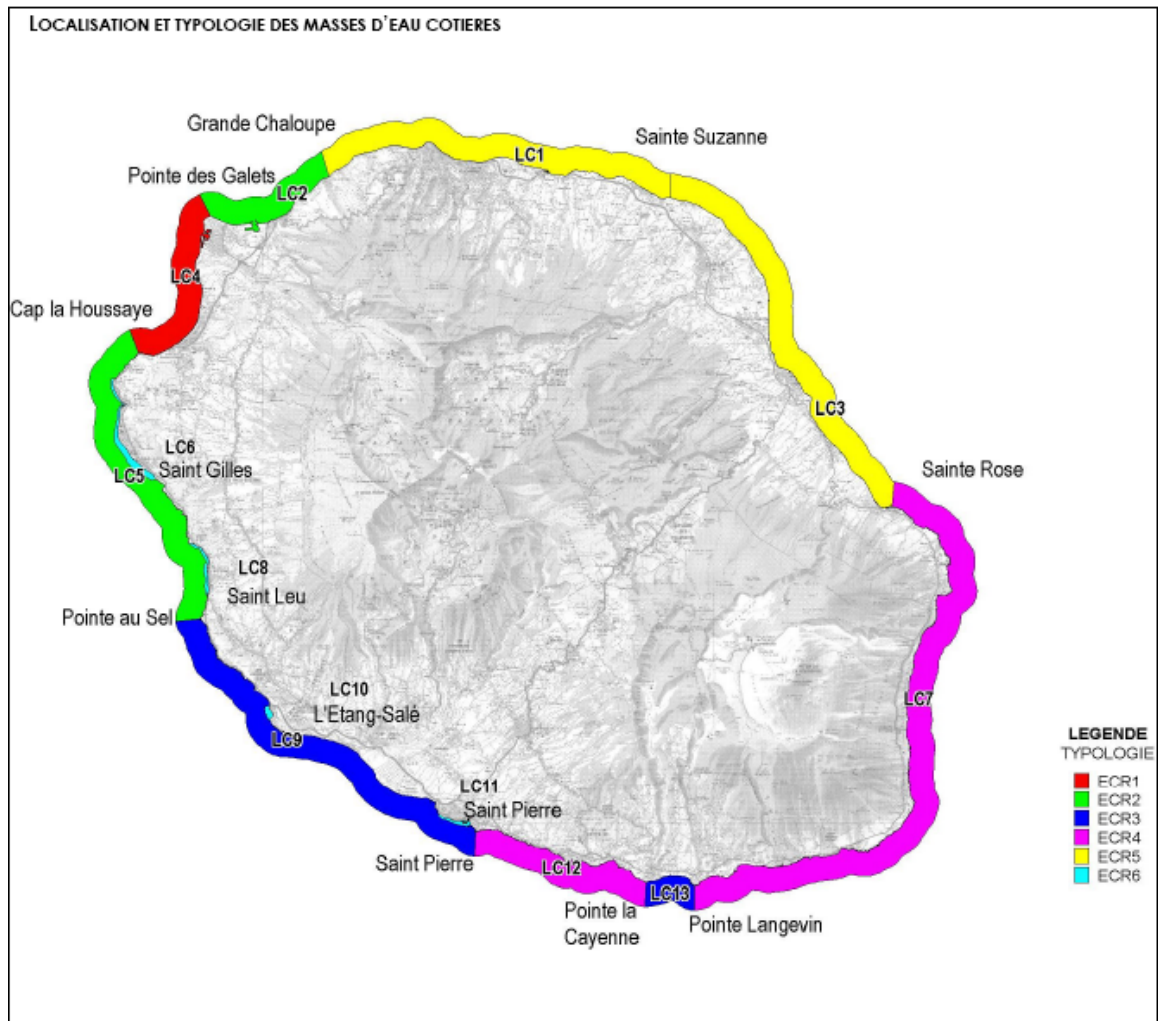 LOCALISATION ET TYPOLOGIE DES MASSES D'EAU COTIERES
Grande Chaloupe
Sainte Suzanne
LC1
Pointe des Galets
LC2
LC4
Cap la Houssaye
LC3
LC6
Saint Gilles
LC5
Sainte Rose
LC8
Saint Leu
Pointe au Sel
LC10
L'Etang-Salé
LC7
LC9
LEGENDE
TYPOLOGIE
ECR1
ECR2
ECR3
ECR4
ECR5
ECR6
LC11
Saint Pierre
Saint Pierre
LC12
LC13
Pointe la
Cayenne
Pointe Langevin